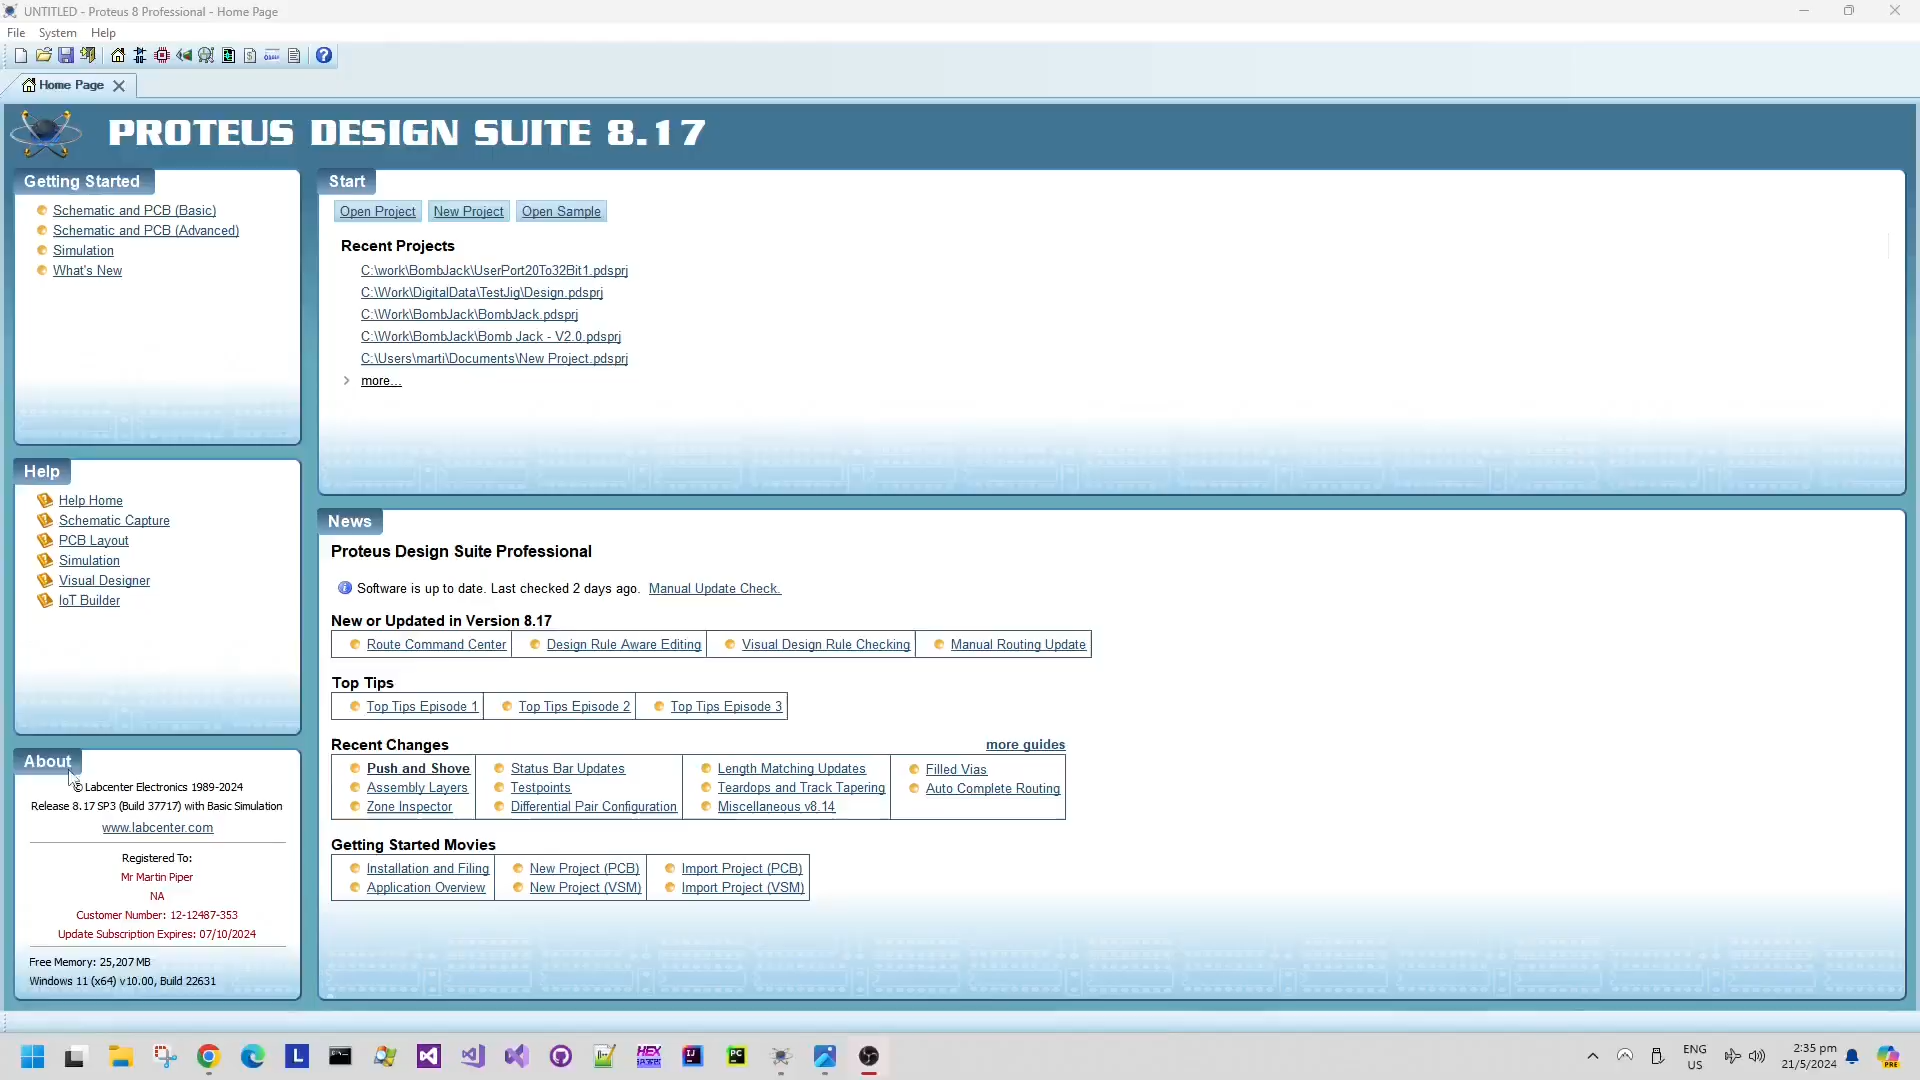 UNTITLED - Proteus 8 Professional - Home Page
File System Help
Home Page
PROTEUS DESIGN SUITE 8.17
Getting Started
Schematic and PCB (Basic)
Schematic and PCB (Advanced)
Simulation
What's New
Start
Open Project New Project Open Sample
Recent Projects
C:\work\BombJack\UserPort20To32Bit1.pdsprj
C:\Work\DigitalData\TestJig\Design.pdsprj
C:\Work\BombJack\BombJack.pdsprj
C:\Work\BombJack\Bomb Jack - V2.0.pdsprj
C:\Users\marti\Documents\New Project.pdsprj
more...
Help
Help Home
Schematic Capture
PCB Layout
Simulation
Visual Designer
IoT Builder
News
Proteus Design Suite Professional
Software is up to date. Last checked 2 days ago. Manual Update Check.
New or Updated in Version 8.17
Route Command Center Design Rule Aware Editing Visual Design Rule Checking Manual Routing Update
Top Tips
Top Tips Episode 1 Top Tips Episode 2 Top Tips Episode 3
Recent Changes more guides
Push and Shove Status Bar Updates Length Matching Updates Filled Vias
Assembly Layers Testpoints Teardops and Track Tapering Auto Complete Routing
Zone Inspector Differential Pair Configuration Miscellaneous v8.14
Getting Started Movies
Installation and Filing New Project (PCB) Import Project (PCB)
Application Overview New Project (VSM) Import Project (VSM)
About
© Labcenter Electronics 1989-2024
Release 8.17 SP3 (Build 37717) with Basic Simulation
www.labcenter.com
Registered To:
Mr Martin Piper
NA
Customer Number: 12-12487-353
Update Subscription Expires: 07/10/2024
Free Memory: 25,207 MB
Windows 11 (x64) v10.00, Build 22631
L HEX IJ PC
ENG
US
2:35 pm
21/5/2024
PRE